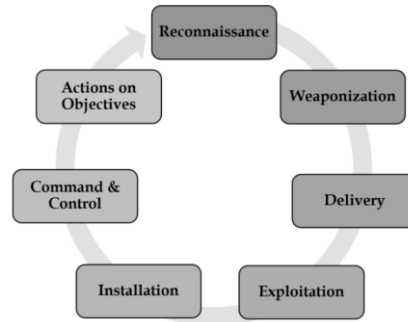 Reconnaissance
Weaponization
Delivery
Exploitation
Installation
Command &
Control
Actions on
Objectives